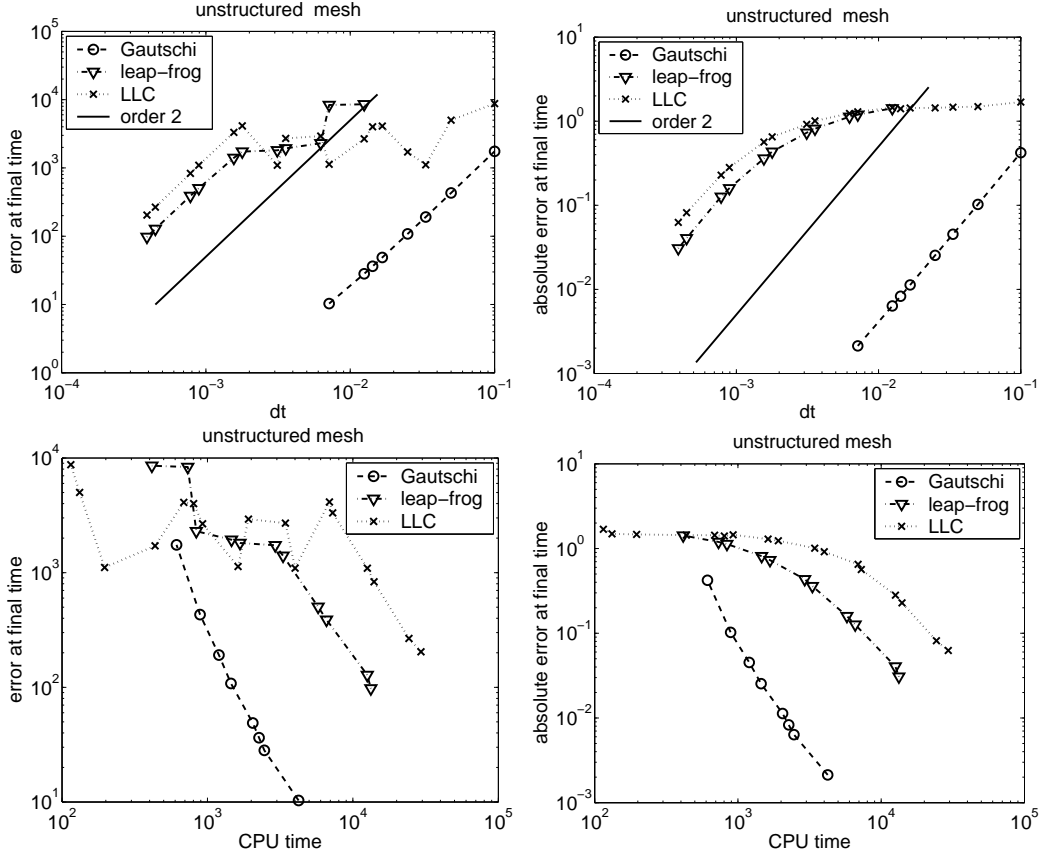 unstructured mesh
10^5
10^4
10^3
10^2
10^1
10^0
error at final time
Gautschi
leap−frog
LLC
order 2
10^−4
10^−3
10^−2
10^−1
dt
unstructured mesh
10^1
10^0
10^−1
10^−2
10^−3
absolute error at final time
Gautschi
leap−frog
LLC
order 2
10^−4
10^−3
10^−2
10^−1
dt
unstructured mesh
10^4
10^3
10^2
10^1
error at final time
Gautschi
leap−frog
LLC
10^2
10^3
10^4
10^5
CPU time
unstructured mesh
10^1
10^0
10^−1
10^−2
10^−3
absolute error at final time
Gautschi
leap−frog
LLC
10^2
10^3
10^4
10^5
CPU time